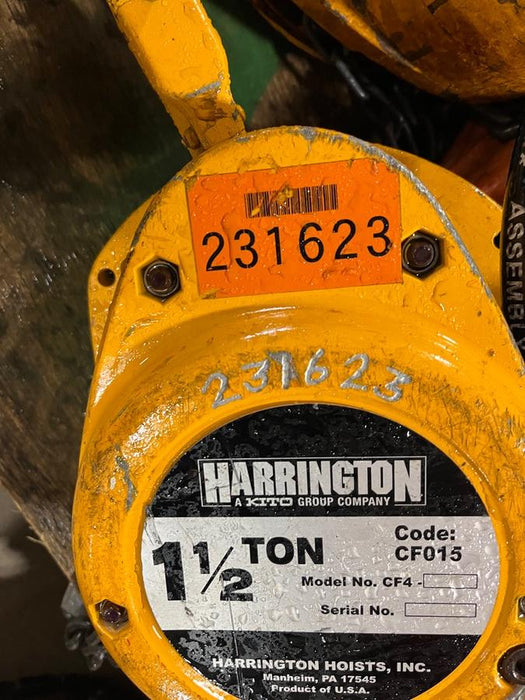 231623
ASSEMBLY
231623
HARRINGTON
A KITO GROUP COMPANY
1 1/2 TON
Code:
CF015
Model No. CF4 -
Serial No.
HARRINGTON HOISTS, INC.
Manheim, PA 17545
Product of U.S.A.